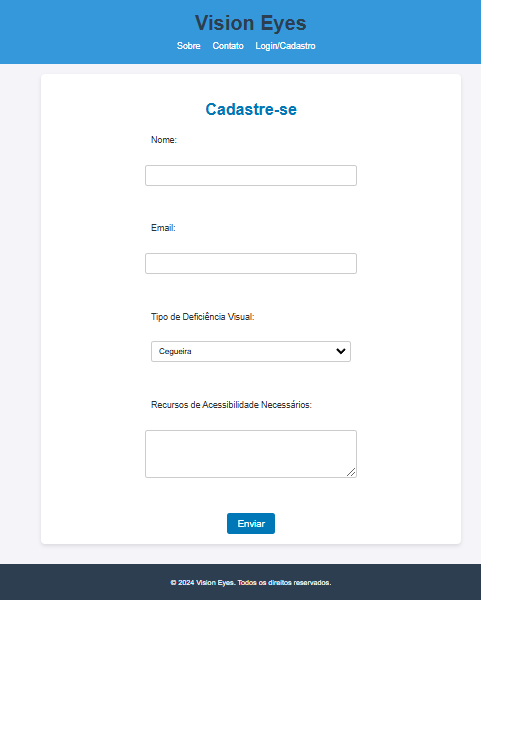 Vision Eyes
Sobre Contato Login/Cadastro
Cadastre-se
Nome:
Email:
Tipo de Deficiência Visual:
Cegueira
Recursos de Acessibilidade Necessários:
Enviar
© 2024 Vision Eyes. Todos os direitos reservados.